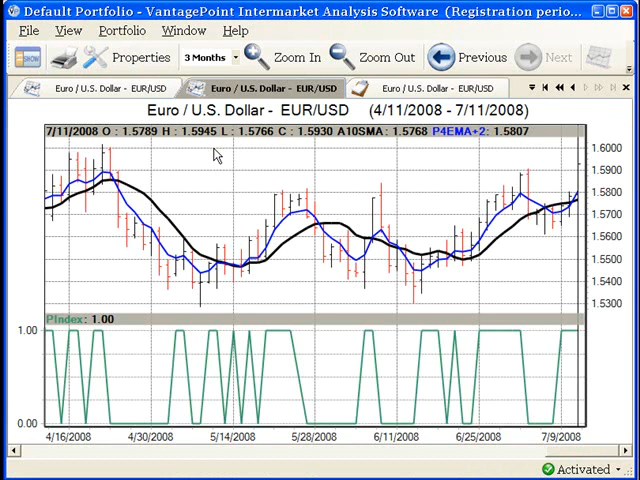 Default Portfolio - VantagePoint Intermarket Analysis Software (Registration perio...
File View Portfolio Window Help
Properties 3 Months Zoom In Zoom Out Previous Next
SHOW
Euro / U.S. Dollar - EUR/USD Euro / U.S. Dollar - EUR/USD Euro / U.S. Dollar - EUR/USD
Euro / U.S. Dollar - EUR/USD (4/11/2008 - 7/11/2008)
7/11/2008 O : 1.5789 H : 1.5945 L : 1.5766 C : 1.5930 A10SMA: 1.5768 P4EMA+2: 1.5807
1.6000
1.5900
1.5800
1.5700
1.5600
1.5500
1.5400
1.5300
PIndex: 1.00
1.00
0.00
4/16/2008 4/30/2008 5/14/2008 5/28/2008 6/11/2008 6/25/2008 7/9/2008
Activated